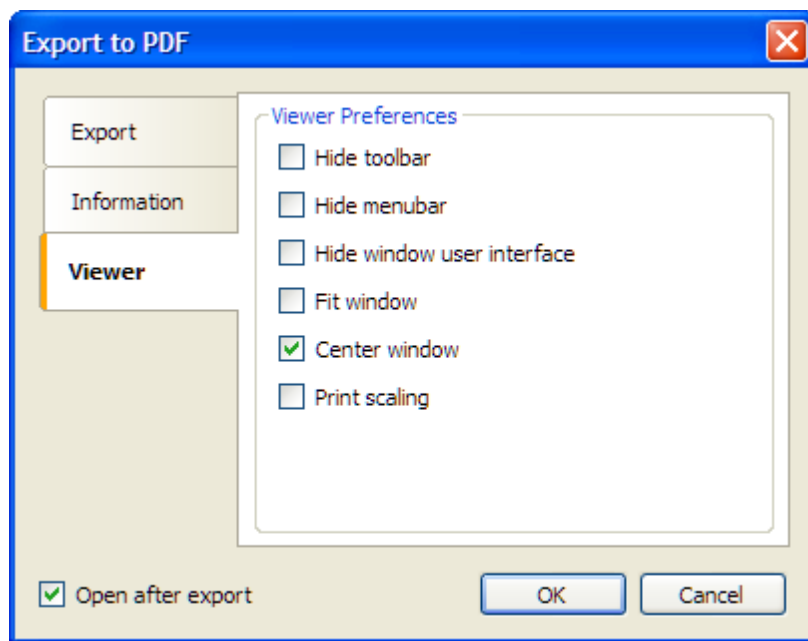 Export to PDF
Export
Information
Viewer
Viewer Preferences
Hide toolbar
Hide menubar
Hide window user interface
Fit window
Center window
Print scaling
Open after export
OK
Cancel